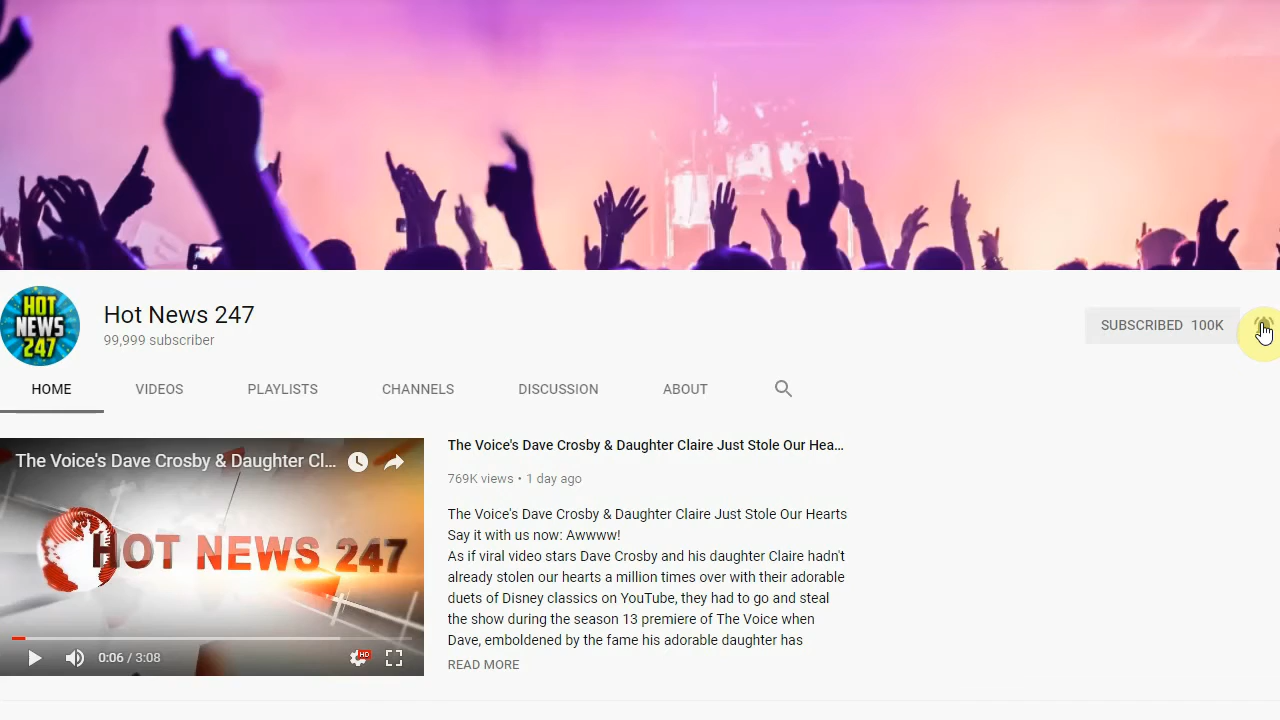 HOT
NEWS
247
Hot News 247
99,999 subscriber
SUBSCRIBED 100K
HOME VIDEOS PLAYLISTS CHANNELS DISCUSSION ABOUT
The Voice's Dave Crosby & Daughter Cl...
HOT NEWS 247
0:06 / 3:08
HD
The Voice's Dave Crosby & Daughter Claire Just Stole Our Hea...
769K views • 1 day ago
The Voice's Dave Crosby & Daughter Claire Just Stole Our Hearts
Say it with us now: Awwww!
As if viral video stars Dave Crosby and his daughter Claire hadn't
already stolen our hearts a million times over with their adorable
duets of Disney classics on YouTube, they had to go and steal
the show during the season 13 premiere of The Voice when
Dave, emboldened by the fame his adorable daughter has
READ MORE